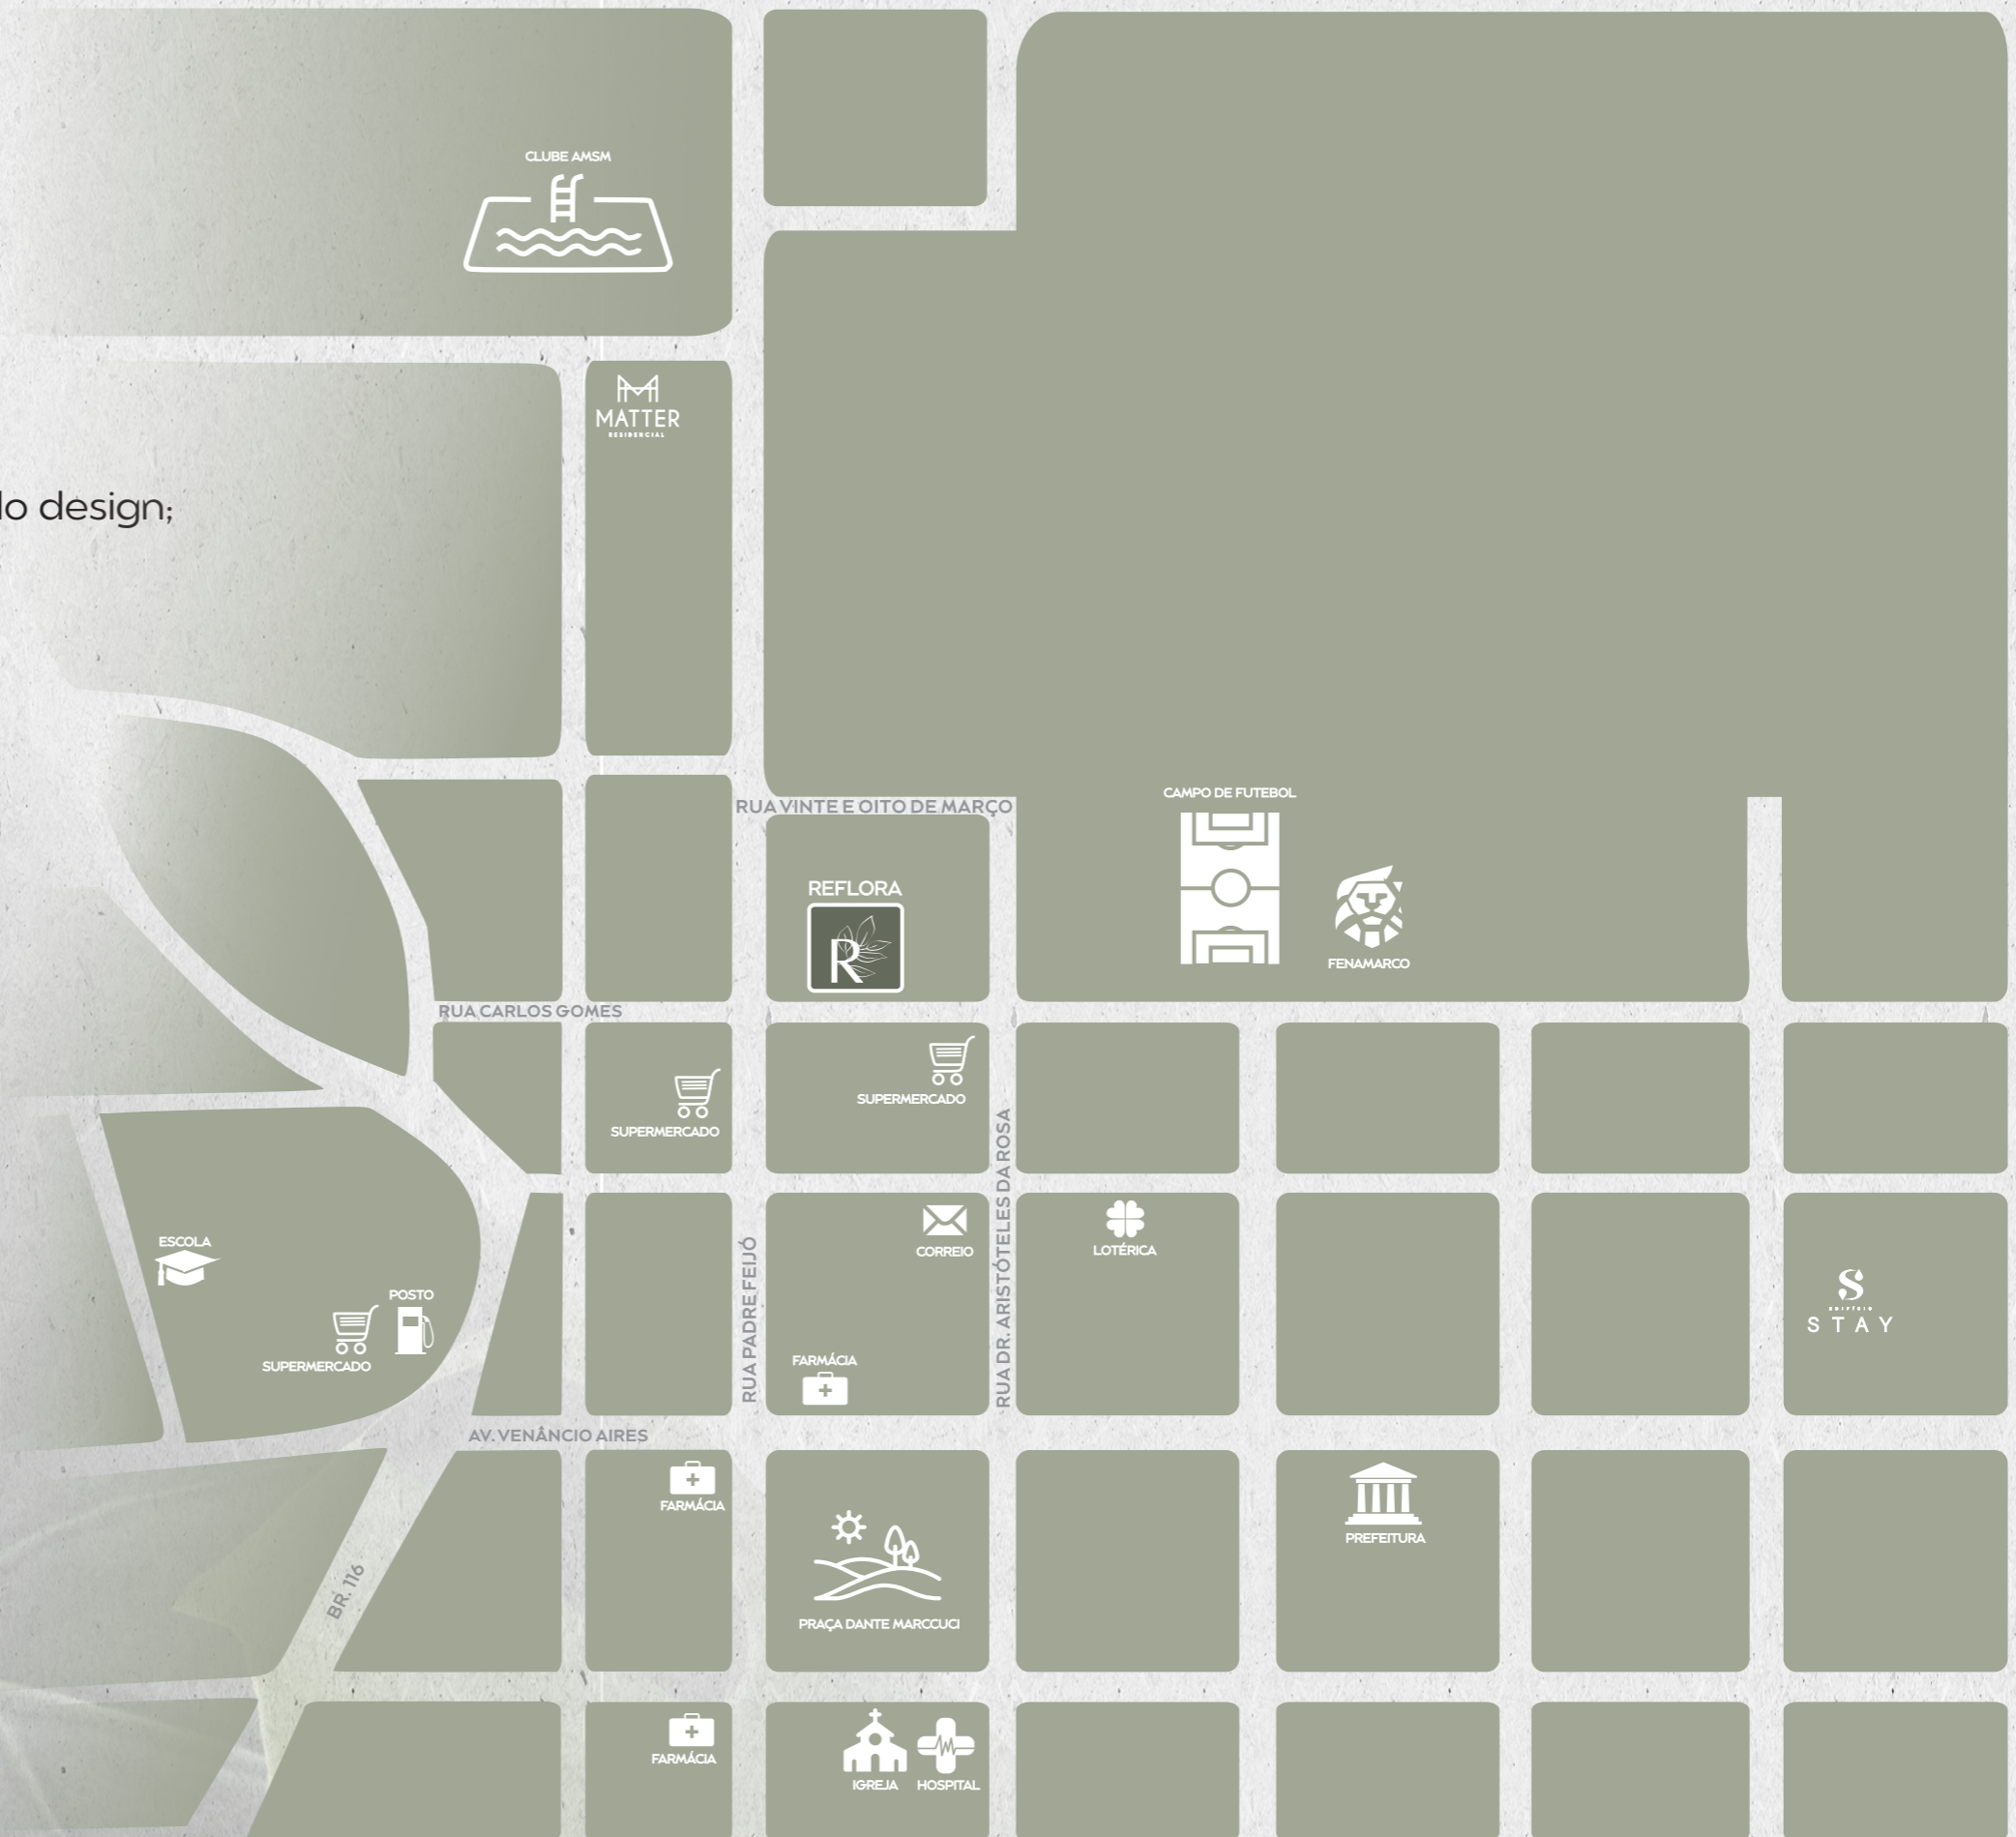 CLUBE AMSM
MATTER
RESIDENCIAL
lo design;
RUA VINTE E OITO DE MARÇO
CAMPO DE FUTEBOL
REFLORA
R
FENAMARCO
RUA CARLOS GOMES
SUPERMERCADO
SUPERMERCADO
RUA DR. ARISTÓTELES DA ROSA
ESCOLA
CORREIO
LOTÉRICA
RUA PADRE FEIJÓ
POSTO
S
EDIFÍCIO
STAY
SUPERMERCADO
FARMÁCIA
AV. VENÂNCIO AIRES
FARMÁCIA
PREFEITURA
BR. 116
PRAÇA DANTE MARCCUCI
FARMÁCIA
IGREJA
HOSPITAL